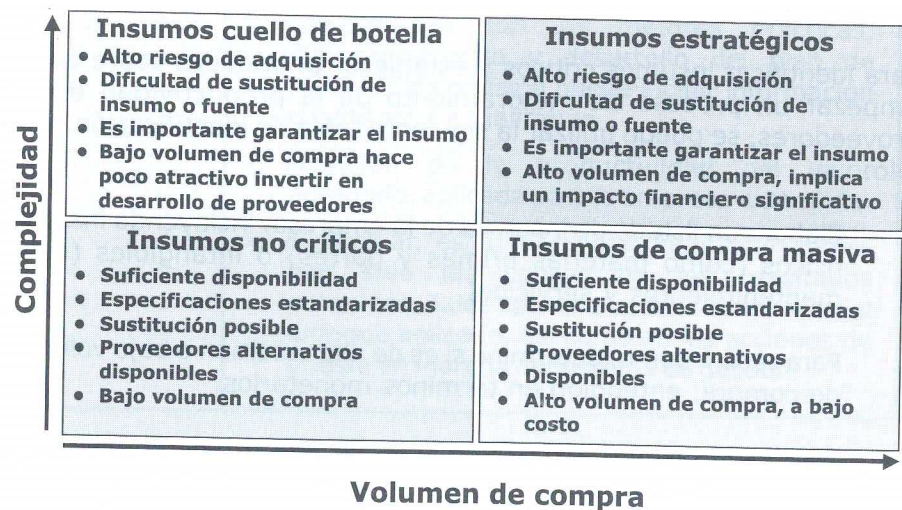 Insumos cuello de botella
• Alto riesgo de adquisición
• Dificultad de sustitución de
insumo o fuente
• Es importante garantizar el insumo
• Bajo volumen de compra hace
poco atractivo invertir en
desarrollo de proveedores
Insumos estratégicos
• Alto riesgo de adquisición
• Dificultad de sustitución de
insumo o fuente
• Es importante garantizar el insumo
• Alto volumen de compra, implica
un impacto financiero significativo
Complejidad
Insumos no críticos
• Suficiente disponibilidad
• Especificaciones estandarizadas
• Sustitución posible
• Proveedores alternativos
disponibles
• Bajo volumen de compra
Insumos de compra masiva
• Suficiente disponibilidad
• Especificaciones estandarizadas
• Sustitución posible
• Proveedores alternativos
Disponibles
• Alto volumen de compra, a bajo
costo
Volumen de compra